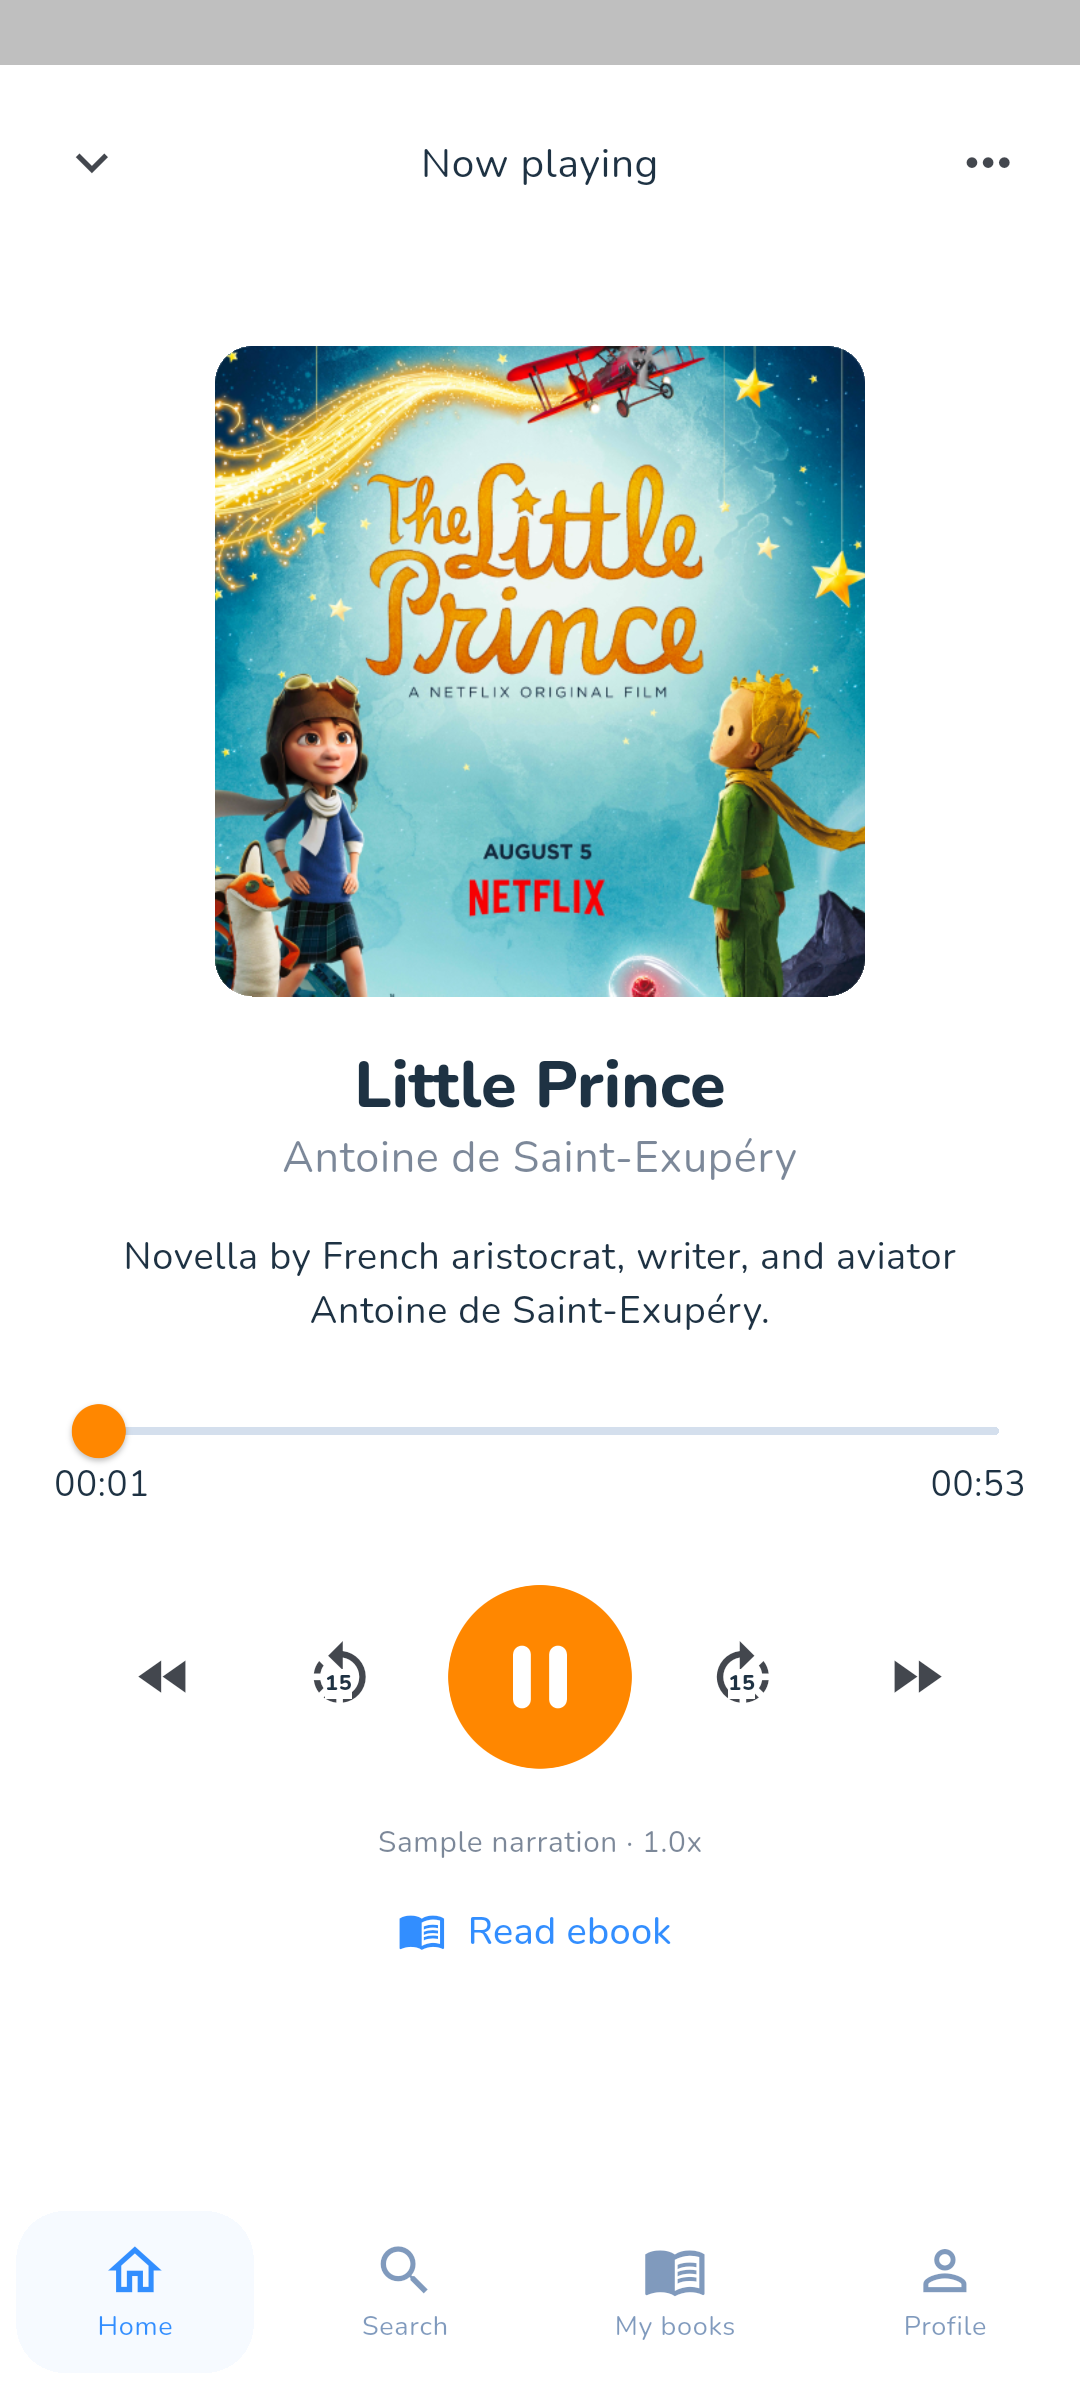 Now playing
The Little
Prince
A NETFLIX ORIGINAL FILM
AUGUST 5
NETFLIX
Little Prince
Antoine de Saint-Exupéry
Novella by French aristocrat, writer, and aviator
Antoine de Saint-Exupéry.
00:01 00:53
15 15
Sample narration · 1.0x
Read ebook
Home Search My books Profile